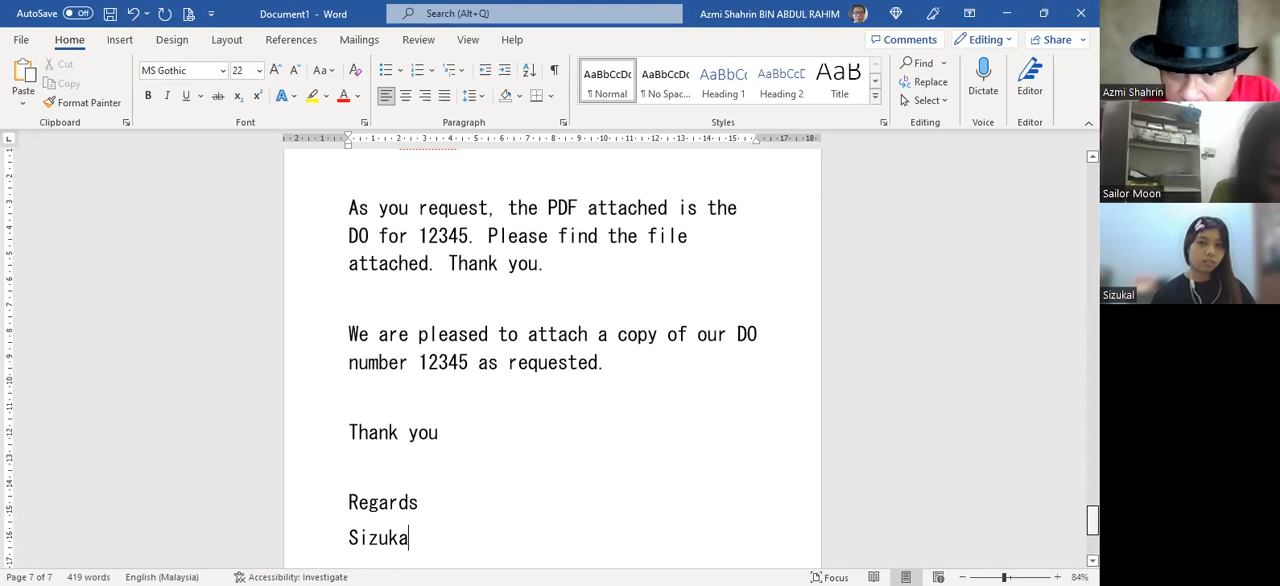 AutoSave Off Document1 - Word Search (Alt+Q) Azmi Shahrin BIN ABDUL RAHIM
File Home Insert Design Layout References Mailings Review View Help Comments Editing Share
Paste Cut Copy Format Painter
MS Gothic 22
AaBbCcDc AaBbCcDc AaBbCc AaBbCcD AaB
Normal No Spac... Heading 1 Heading 2 Title
Find Replace Select
Dictate Editor
Clipboard Font Paragraph Styles Editing Voice Editor
As you request, the PDF attached is the
DO for 12345. Please find the file
attached. Thank you.
We are pleased to attach a copy of our DO
number 12345 as requested.
Thank you
Regards
Sizuka
Page 7 of 7 419 words English (Malaysia) Accessibility: Investigate Focus 84%
Azmi Shahrin
Sailor Moon
Sizukal